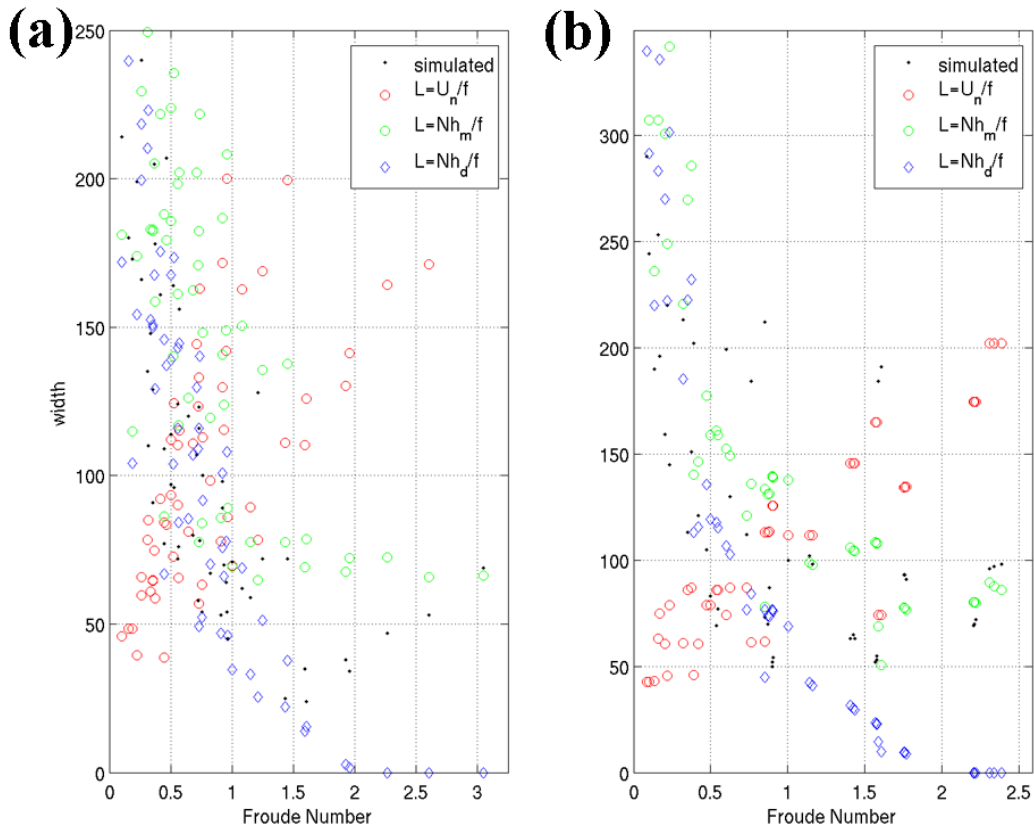 (a)
250
200
150
100
50
0
width
0
0.5
1
1.5
2
2.5
3
Froude Number
simulated
L=U_n/f
L=Nh_m/f
L=Nh_d/f
(b)
300
250
200
150
100
50
0
0
0.5
1
1.5
2
2.5
Froude Number
simulated
L=U_n/f
L=Nh_m/f
L=Nh_d/f